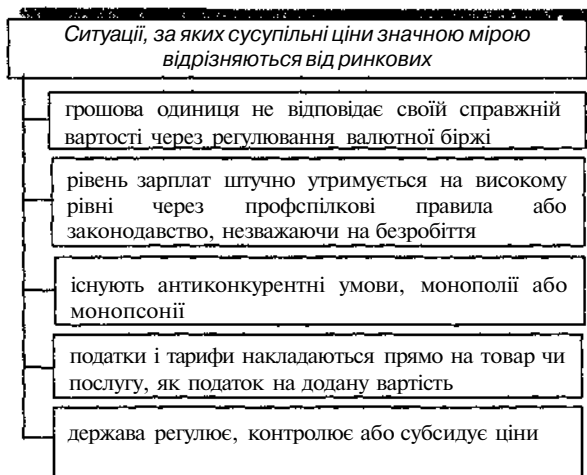 Ситуації, за яких сусупільні ціни значною мірою
відрізняються від ринкових
грошова одиниця не відповідає своїй справжній
вартості через регулювання валютної біржі
рівень зарплат штучно утримується на високому
рівні через профспілкові правила або
законодавство, незважаючи на безробіття
існують антиконкурентні умови, монополії або
монопсонії
податки і тарифи накладаються прямо на товар чи
послугу, як податок на додану вартість
держава регулює, контролює або субсидує ціни